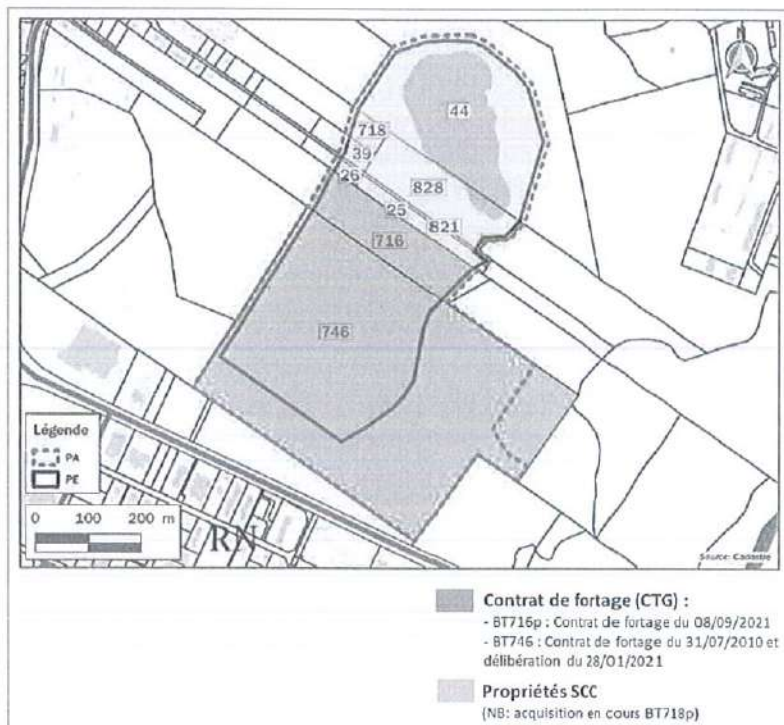 N
44
718
39
26
828
25
821
716
746
Légende
PA
PE
0 100 200 m
RN
Source: Cadastre
Contrat de fortage (CTG) :
- BT716p : Contrat de fortage du 08/09/2021
- BT746 : Contrat de fortage du 31/07/2010 et
délibération du 28/01/2021
Propriétés SCC
(NB: acquisition en cours BT718p)